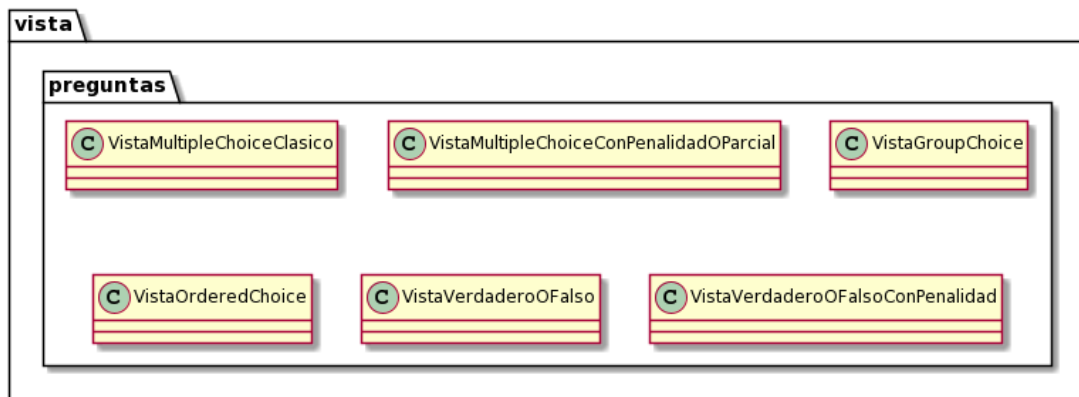 vista
preguntas
C VistaMultipleChoiceClasico
C VistaMultipleChoiceConPenalidadOParcial
C VistaGroupChoice
C VistaOrderedChoice
C VistaVerdaderoOFalso
C VistaVerdaderoOFalsoConPenalidad